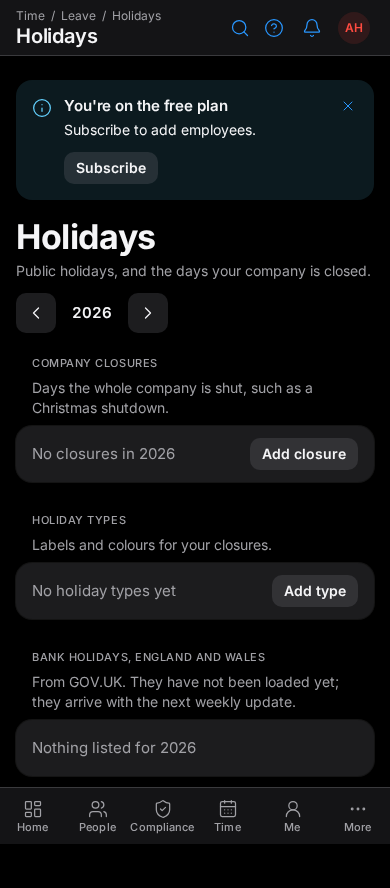 Time / Leave / Holidays
Holidays
AH
You're on the free plan
Subscribe to add employees.
Subscribe
Holidays
Public holidays, and the days your company is closed.
2026
COMPANY CLOSURES
Days the whole company is shut, such as a
Christmas shutdown.
No closures in 2026
Add closure
HOLIDAY TYPES
Labels and colours for your closures.
No holiday types yet
Add type
BANK HOLIDAYS, ENGLAND AND WALES
From GOV.UK. They have not been loaded yet;
they arrive with the next weekly update.
Nothing listed for 2026
Home
People
Compliance
Time
Me
More